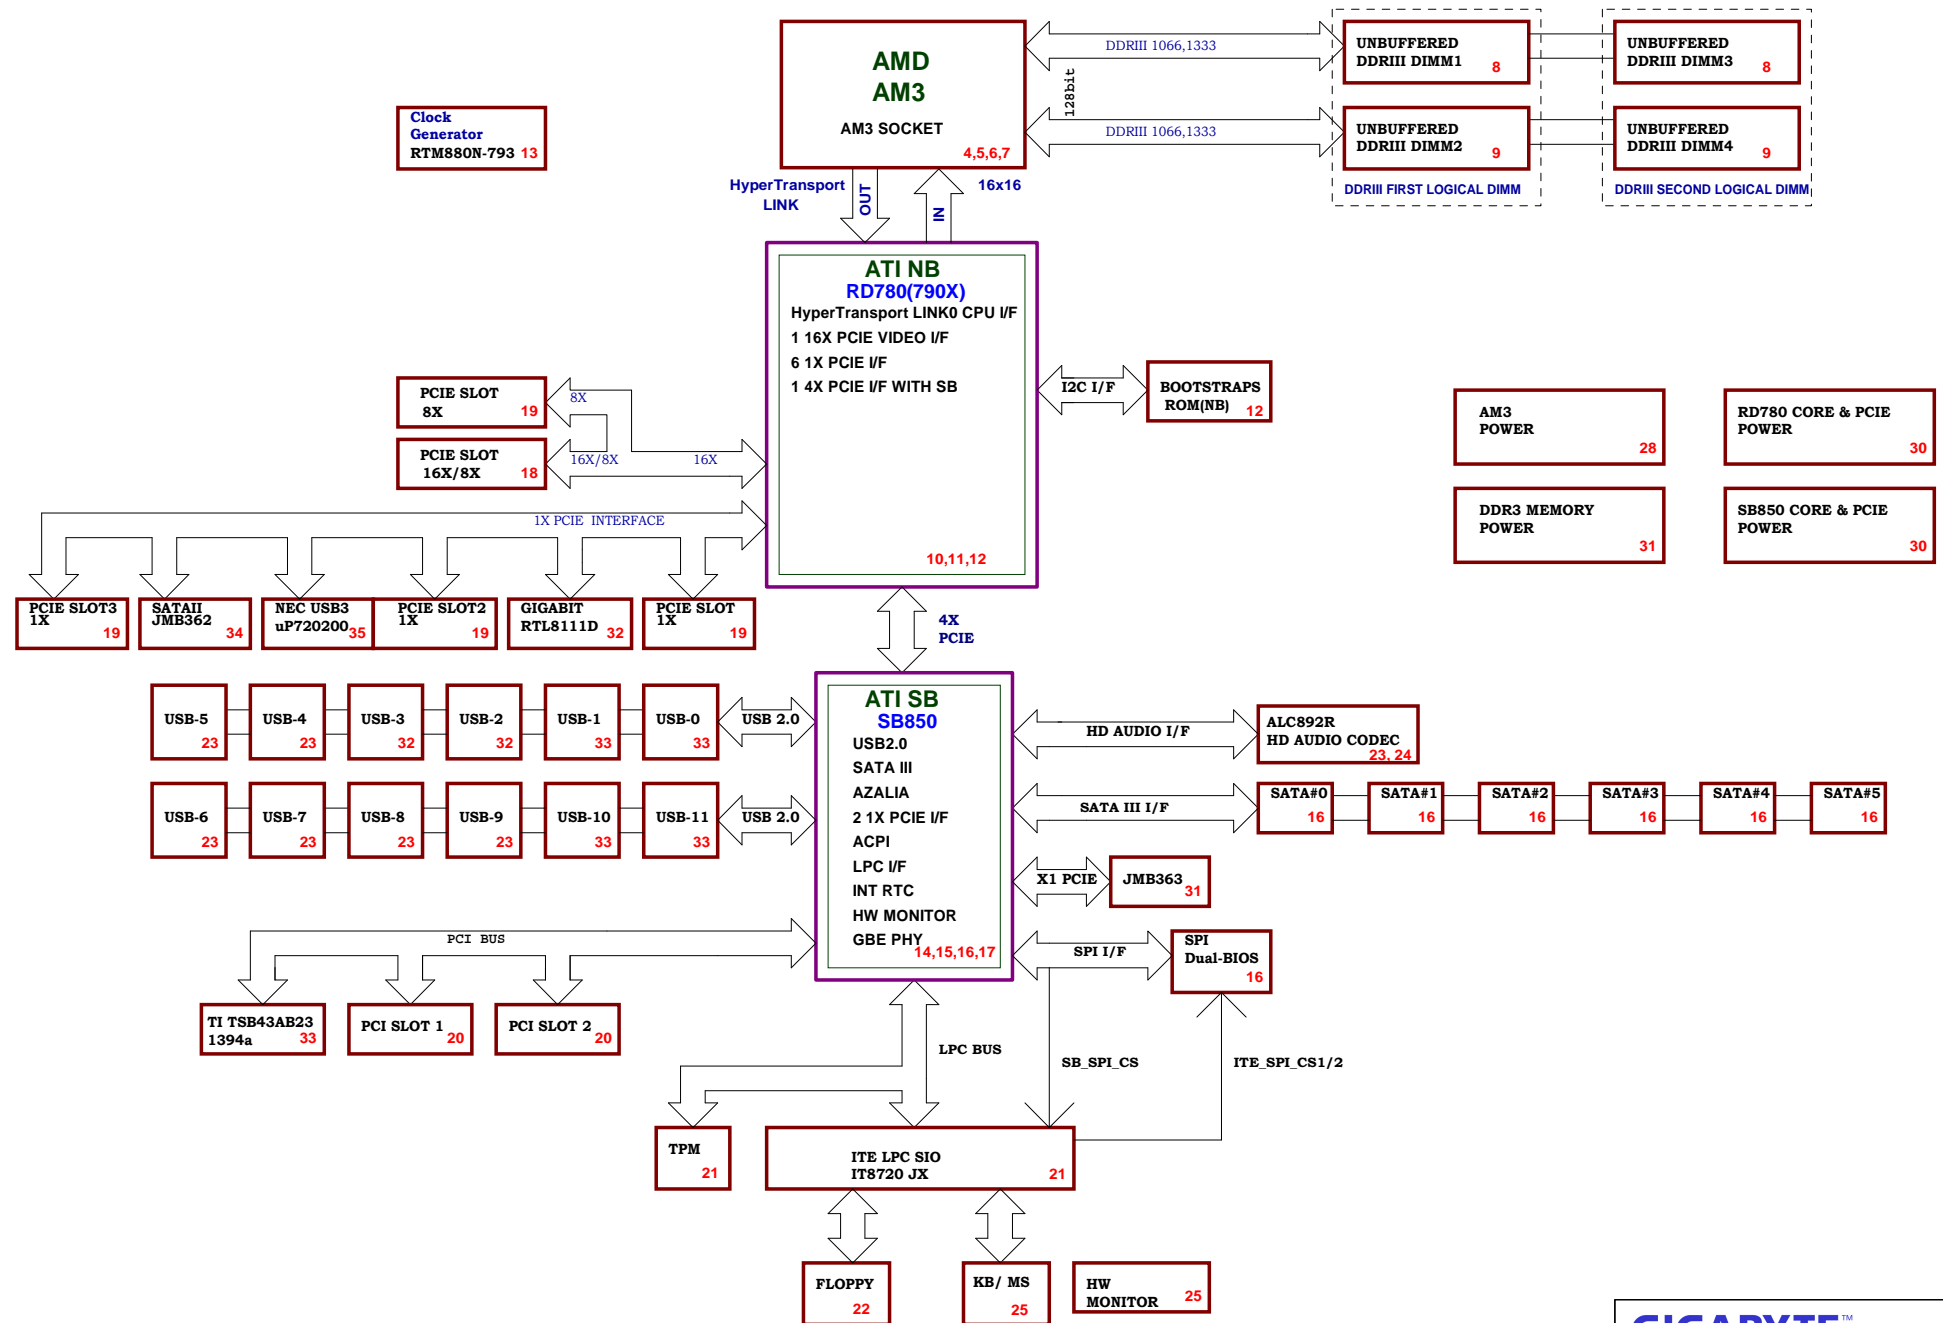 AMD
AM3
AM3 SOCKET
4,5,6,7
DDRIII 1066,1333
128bit
DDRIII 1066,1333
UNBUFFERED
DDRIII DIMM1
8
UNBUFFERED
DDRIII DIMM3
8
UNBUFFERED
DDRIII DIMM2
9
UNBUFFERED
DDRIII DIMM4
9
DDRIII FIRST LOGICAL DIMM
DDRIII SECOND LOGICAL DIMM
Clock
Generator
RTM880N-793 13
HyperTransport
LINK
OUT
IN
16x16
ATI NB
RD780(790X)
HyperTransport LINK0 CPU I/F
1 16X PCIE VIDEO I/F
6 1X PCIE I/F
1 4X PCIE I/F WITH SB
10,11,12
I2C I/F
BOOTSTRAPS
ROM(NB)
12
PCIE SLOT
8X
19
8X
PCIE SLOT
16X/8X
18
16X/8X
16X
AM3
POWER
28
RD780 CORE & PCIE
POWER
30
DDR3 MEMORY
POWER
31
SB850 CORE & PCIE
POWER
30
1X PCIE INTERFACE
PCIE SLOT3
1X
19
SATAII
JMB362
34
NEC USB3
uP720200
35
PCIE SLOT2
1X
19
GIGABIT
RTL8111D
32
PCIE SLOT
1X
19
4X
PCIE
USB-5
23
USB-4
23
USB-3
32
USB-2
32
USB-1
33
USB-0
33
USB 2.0
USB-6
23
USB-7
23
USB-8
23
USB-9
23
USB-10
33
USB-11
33
USB 2.0
ATI SB
SB850
USB2.0
SATA III
AZALIA
2 1X PCIE I/F
ACPI
LPC I/F
INT RTC
HW MONITOR
GBE PHY
14,15,16,17
HD AUDIO I/F
ALC892R
HD AUDIO CODEC
23, 24
SATA III I/F
SATA#0
16
SATA#1
16
SATA#2
16
SATA#3
16
SATA#4
16
SATA#5
16
X1 PCIE
JMB363
31
SPI I/F
SPI
Dual-BIOS
16
PCI BUS
TI TSB43AB23
1394a
33
PCI SLOT 1
20
PCI SLOT 2
20
LPC BUS
SB_SPI_CS
ITE_SPI_CS1/2
TPM
21
ITE LPC SIO
IT8720 JX
21
FLOPPY
22
KB/ MS
25
HW
MONITOR
25
GIGABYTE™